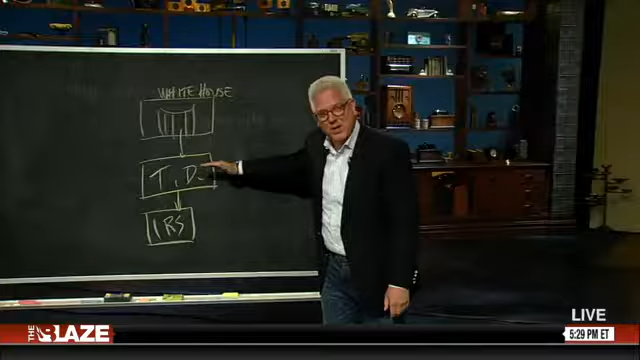 WHITE HOUSE
T. D.
IRS
LIVE
THE BLAZE
5:29 PM ET